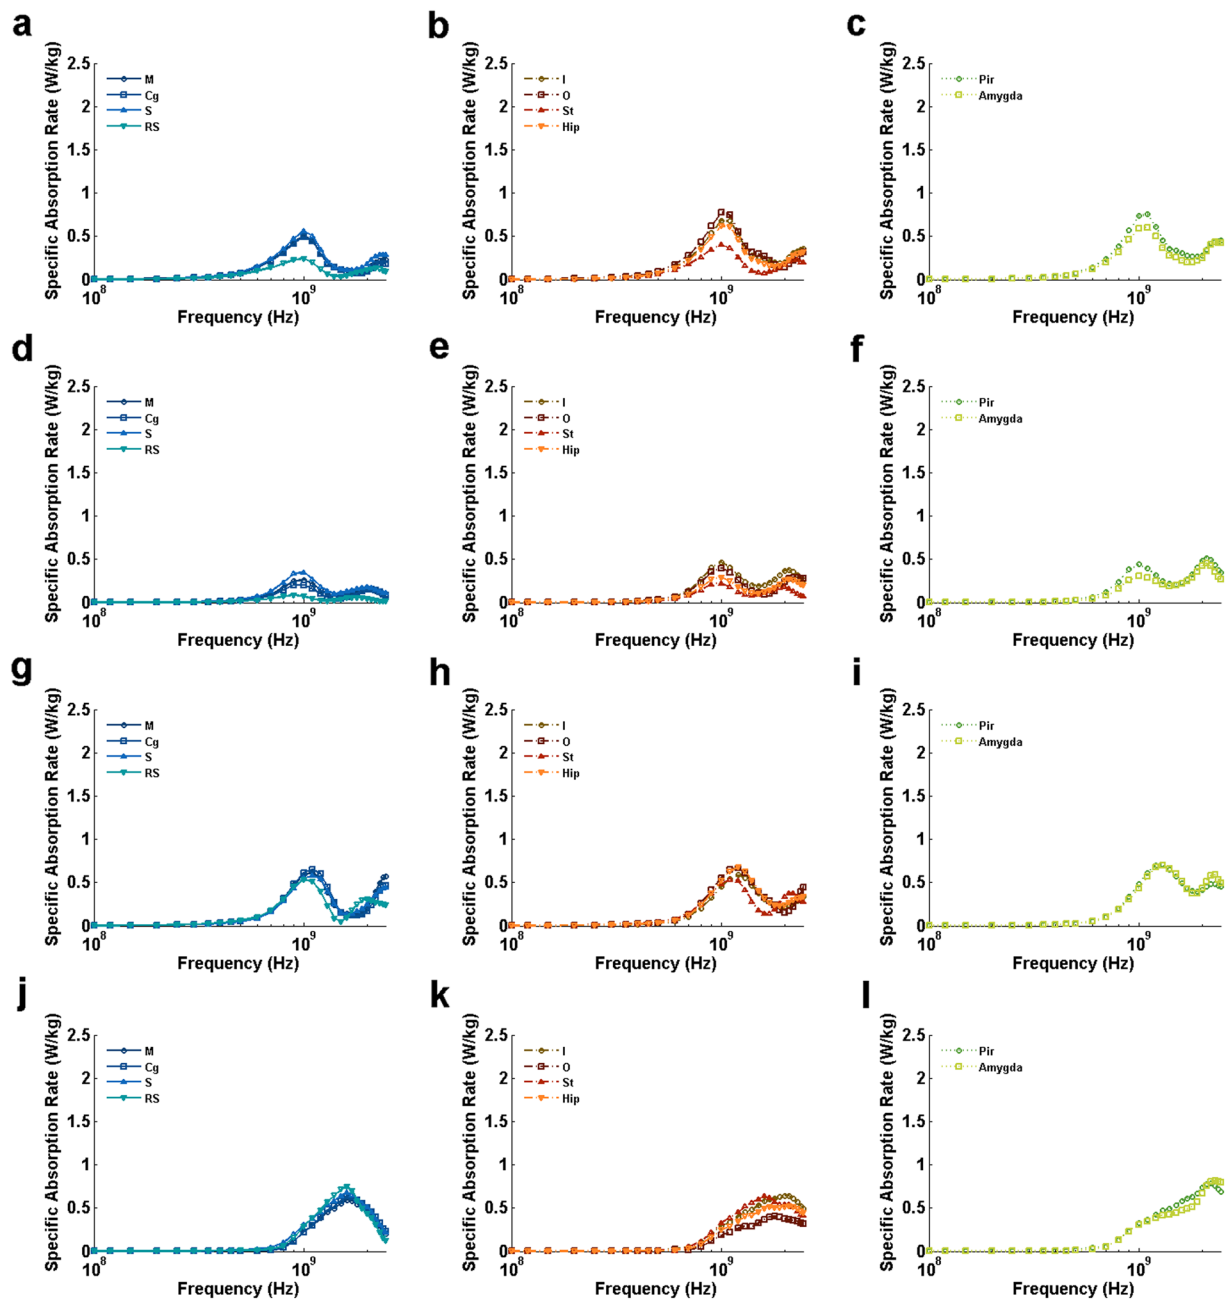 a
Specific Absorption Rate (W/kg)
2.5
2
1.5
1
0.5
0
M
Cg
S
RS
10^8
10^9
Frequency (Hz)
b
Specific Absorption Rate (W/kg)
2.5
2
1.5
1
0.5
0
I
O
St
Hip
10^8
10^9
Frequency (Hz)
c
Specific Absorption Rate (W/kg)
2.5
2
1.5
1
0.5
0
Pir
Amygda
10^8
10^9
Frequency (Hz)
d
Specific Absorption Rate (W/kg)
2.5
2
1.5
1
0.5
0
M
Cg
S
RS
10^8
10^9
Frequency (Hz)
e
Specific Absorption Rate (W/kg)
2.5
2
1.5
1
0.5
0
I
O
St
Hip
10^8
10^9
Frequency (Hz)
f
Specific Absorption Rate (W/kg)
2.5
2
1.5
1
0.5
0
Pir
Amygda
10^8
10^9
Frequency (Hz)
g
Specific Absorption Rate (W/kg)
2.5
2
1.5
1
0.5
0
M
Cg
S
RS
10^8
10^9
Frequency (Hz)
h
Specific Absorption Rate (W/kg)
2.5
2
1.5
1
0.5
0
I
O
St
Hip
10^8
10^9
Frequency (Hz)
i
Specific Absorption Rate (W/kg)
2.5
2
1.5
1
0.5
0
Pir
Amygda
10^8
10^9
Frequency (Hz)
j
Specific Absorption Rate (W/kg)
2.5
2
1.5
1
0.5
0
M
Cg
S
RS
10^8
10^9
Frequency (Hz)
k
Specific Absorption Rate (W/kg)
2.5
2
1.5
1
0.5
0
I
O
St
Hip
10^8
10^9
Frequency (Hz)
l
Specific Absorption Rate (W/kg)
2.5
2
1.5
1
0.5
0
Pir
Amygda
10^8
10^9
Frequency (Hz)